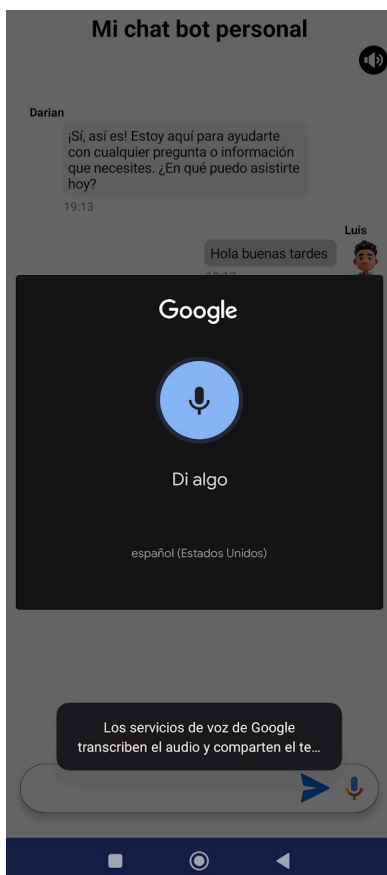 Mi chat bot personal
Darian
¡Sí, así es! Estoy aquí para ayudarte
con cualquier pregunta o información
que necesites. ¿En qué puedo asistirte
hoy?
19:13
Luis
Hola buenas tardes
Google
Di algo
español (Estados Unidos)
Los servicios de voz de Google
transcriben el audio y comparten el te...